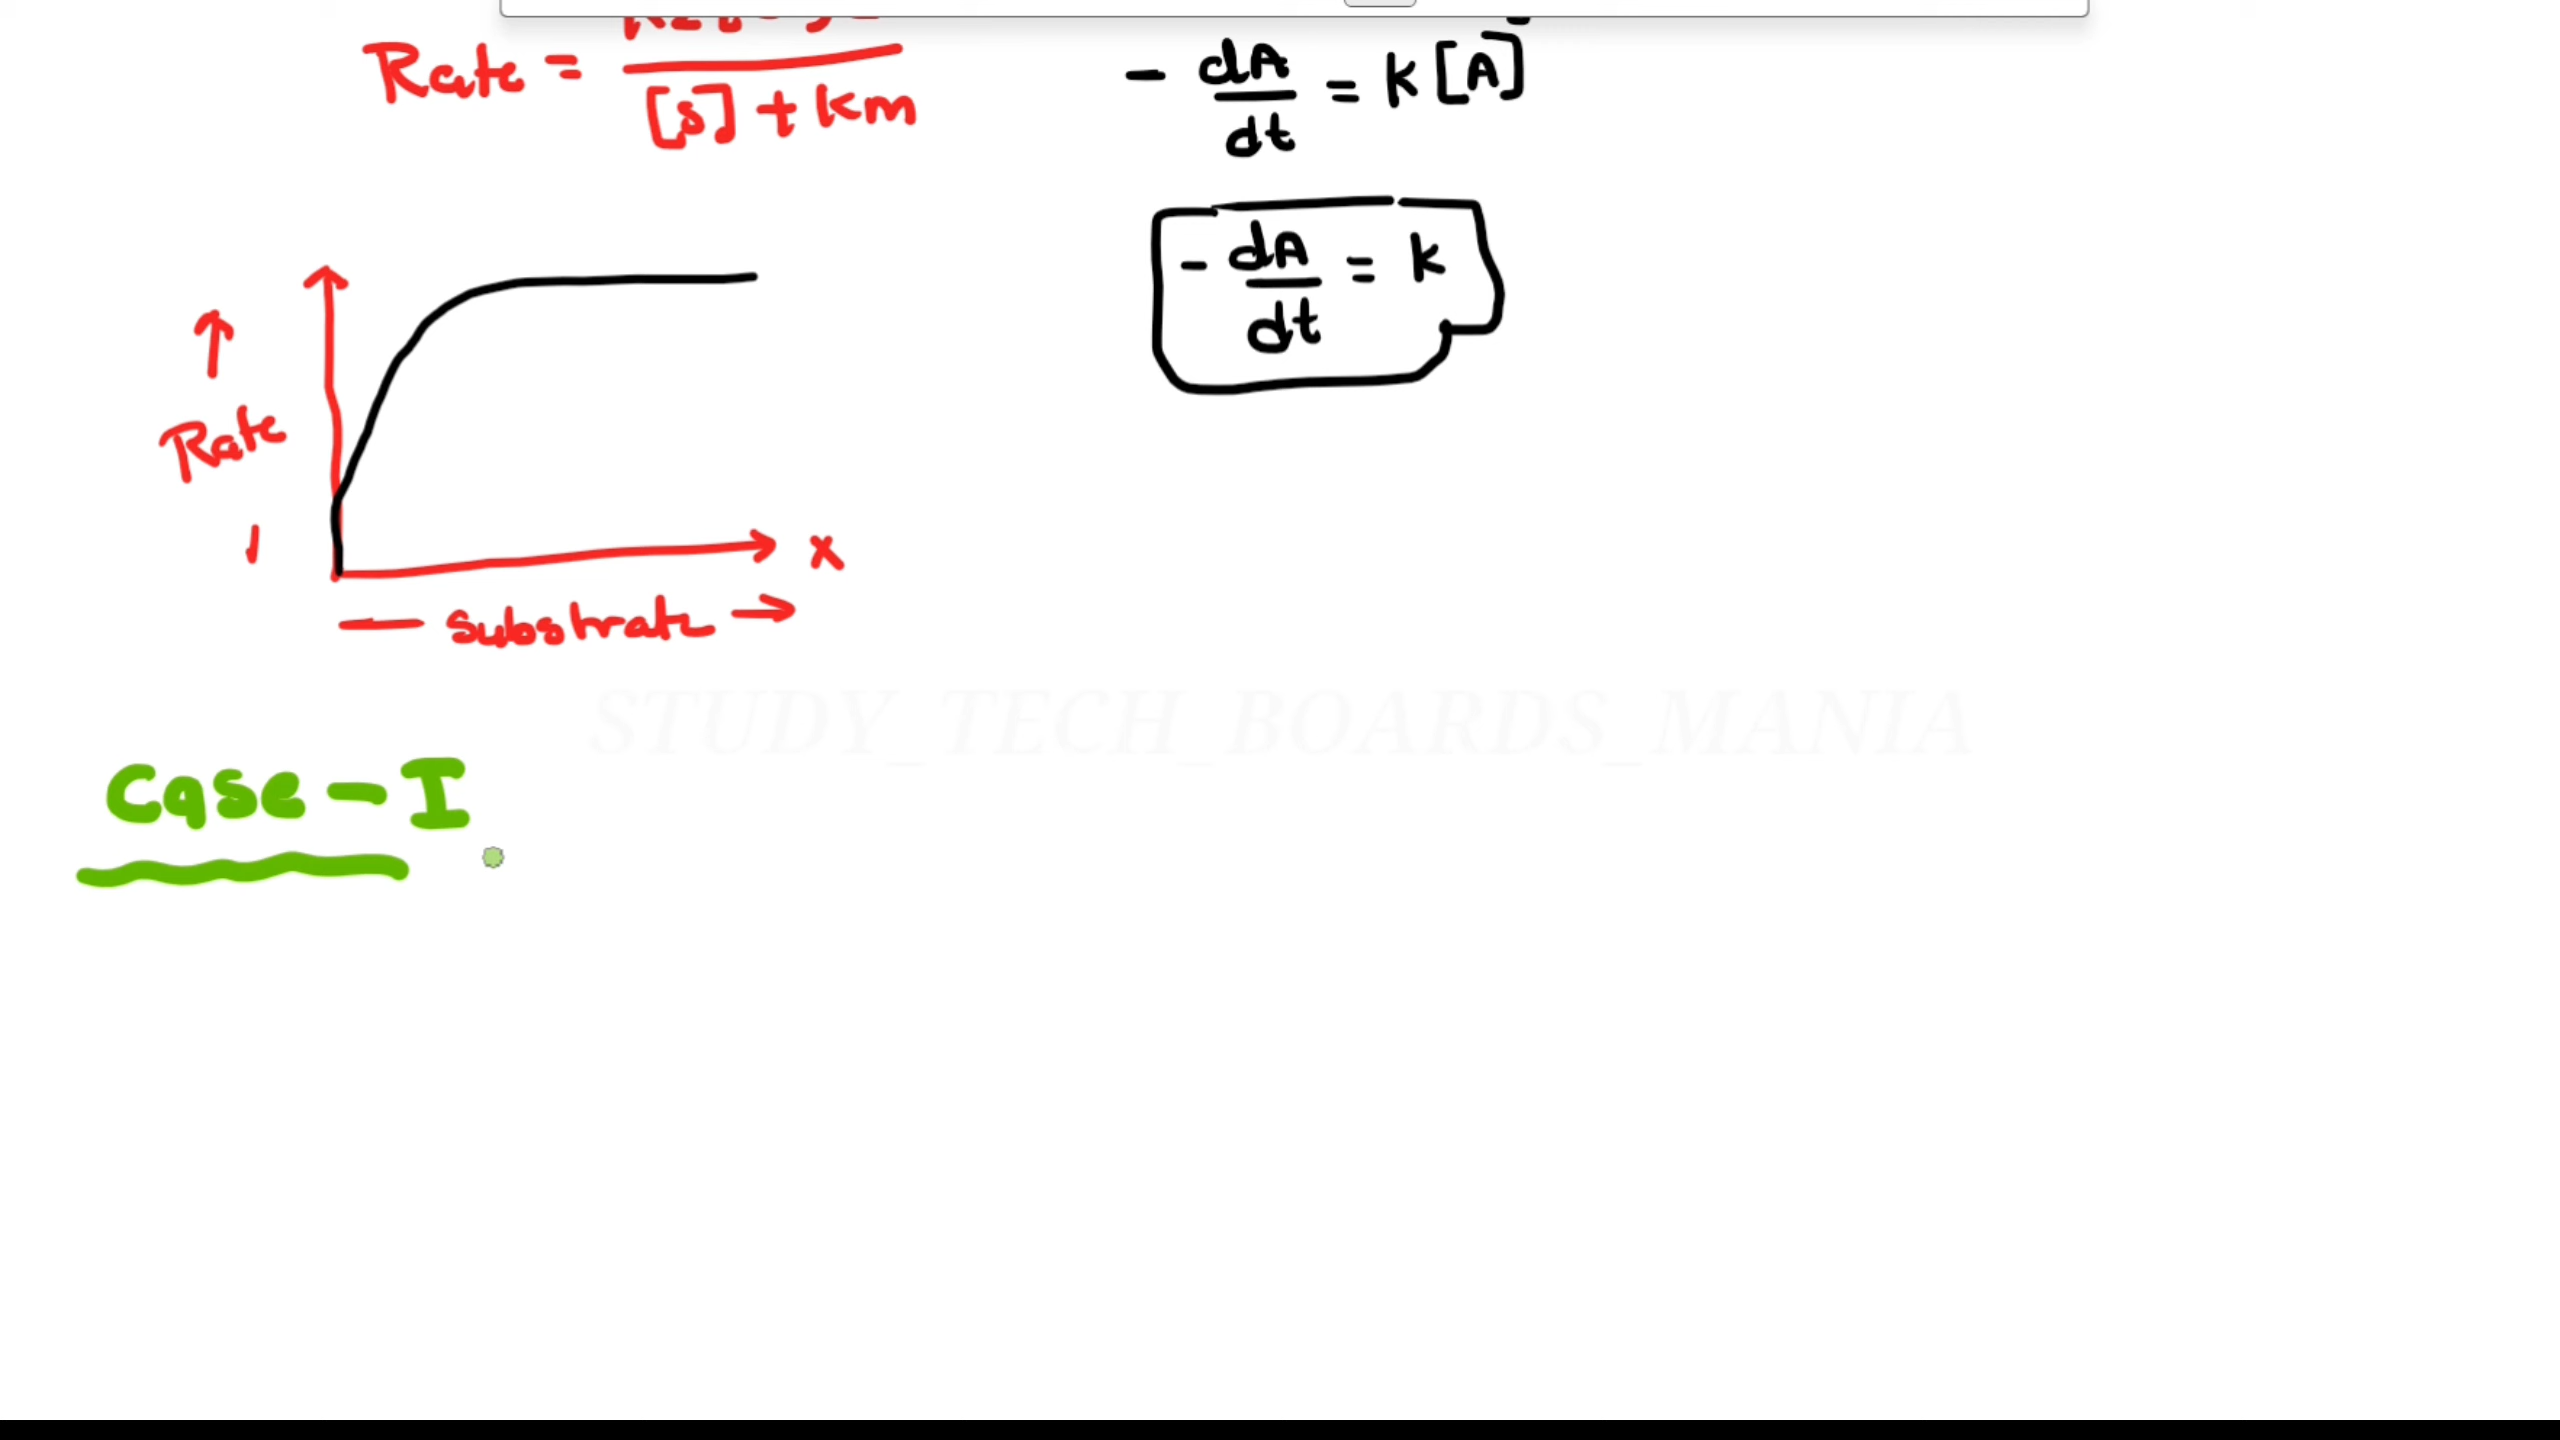 Rate =
[s] + km
- dA/dt = k[A]
- dA/dt = k
Rate
x
substrate
STUDY_TECH_BOARDS_MANIA
Case - I